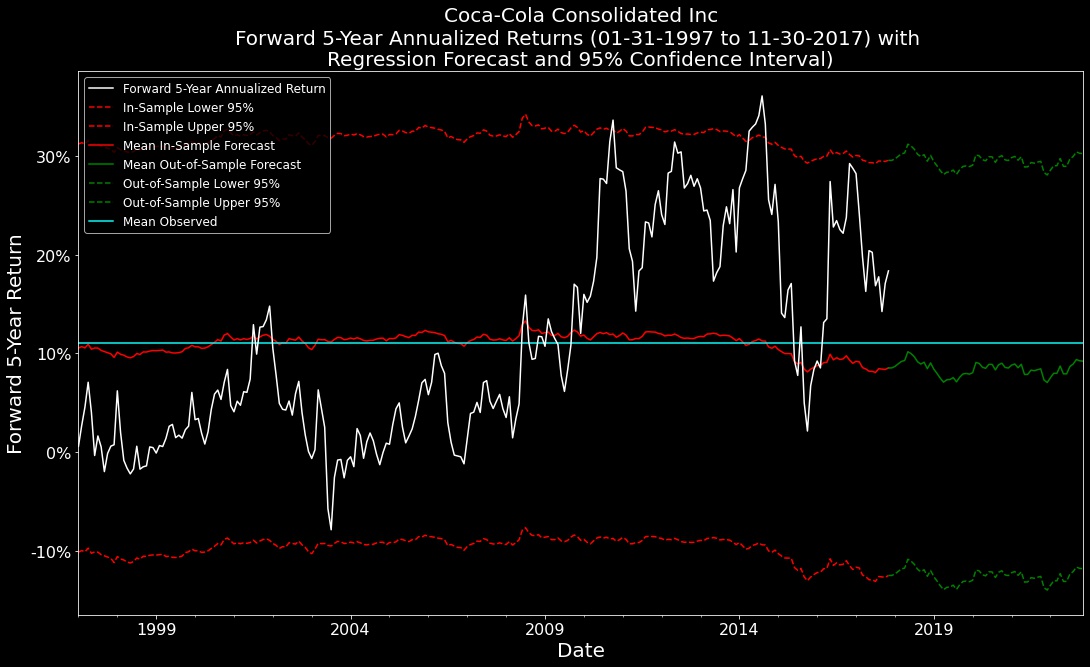 Coca-Cola Consolidated Inc
Forward 5-Year Annualized Returns (01-31-1997 to 11-30-2017) with
Regression Forecast and 95% Confidence Interval)
Forward 5-Year Annualized Return
In-Sample Lower 95%
In-Sample Upper 95%
Mean In-Sample Forecast
Mean Out-of-Sample Forecast
Out-of-Sample Lower 95%
Out-of-Sample Upper 95%
Mean Observed
Forward 5-Year Return
30%
20%
10%
0%
-10%
1999
2004
2009
2014
2019
Date